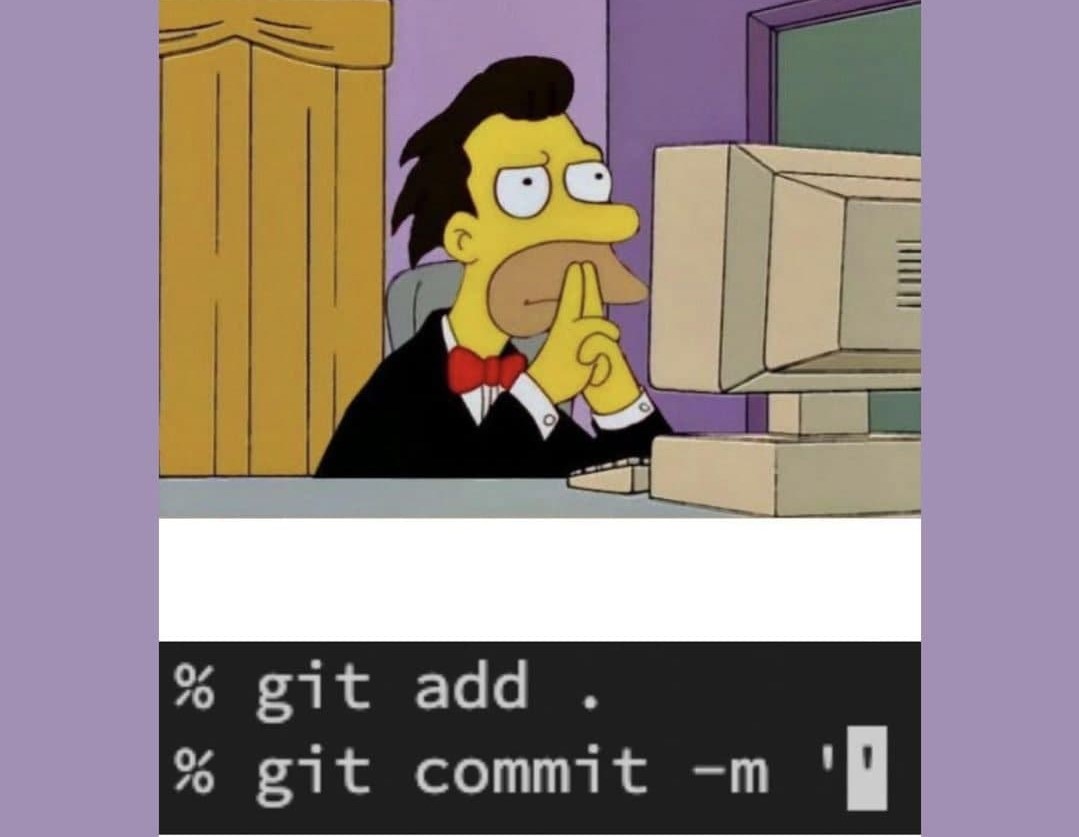 % git add .
% git commit -m ''